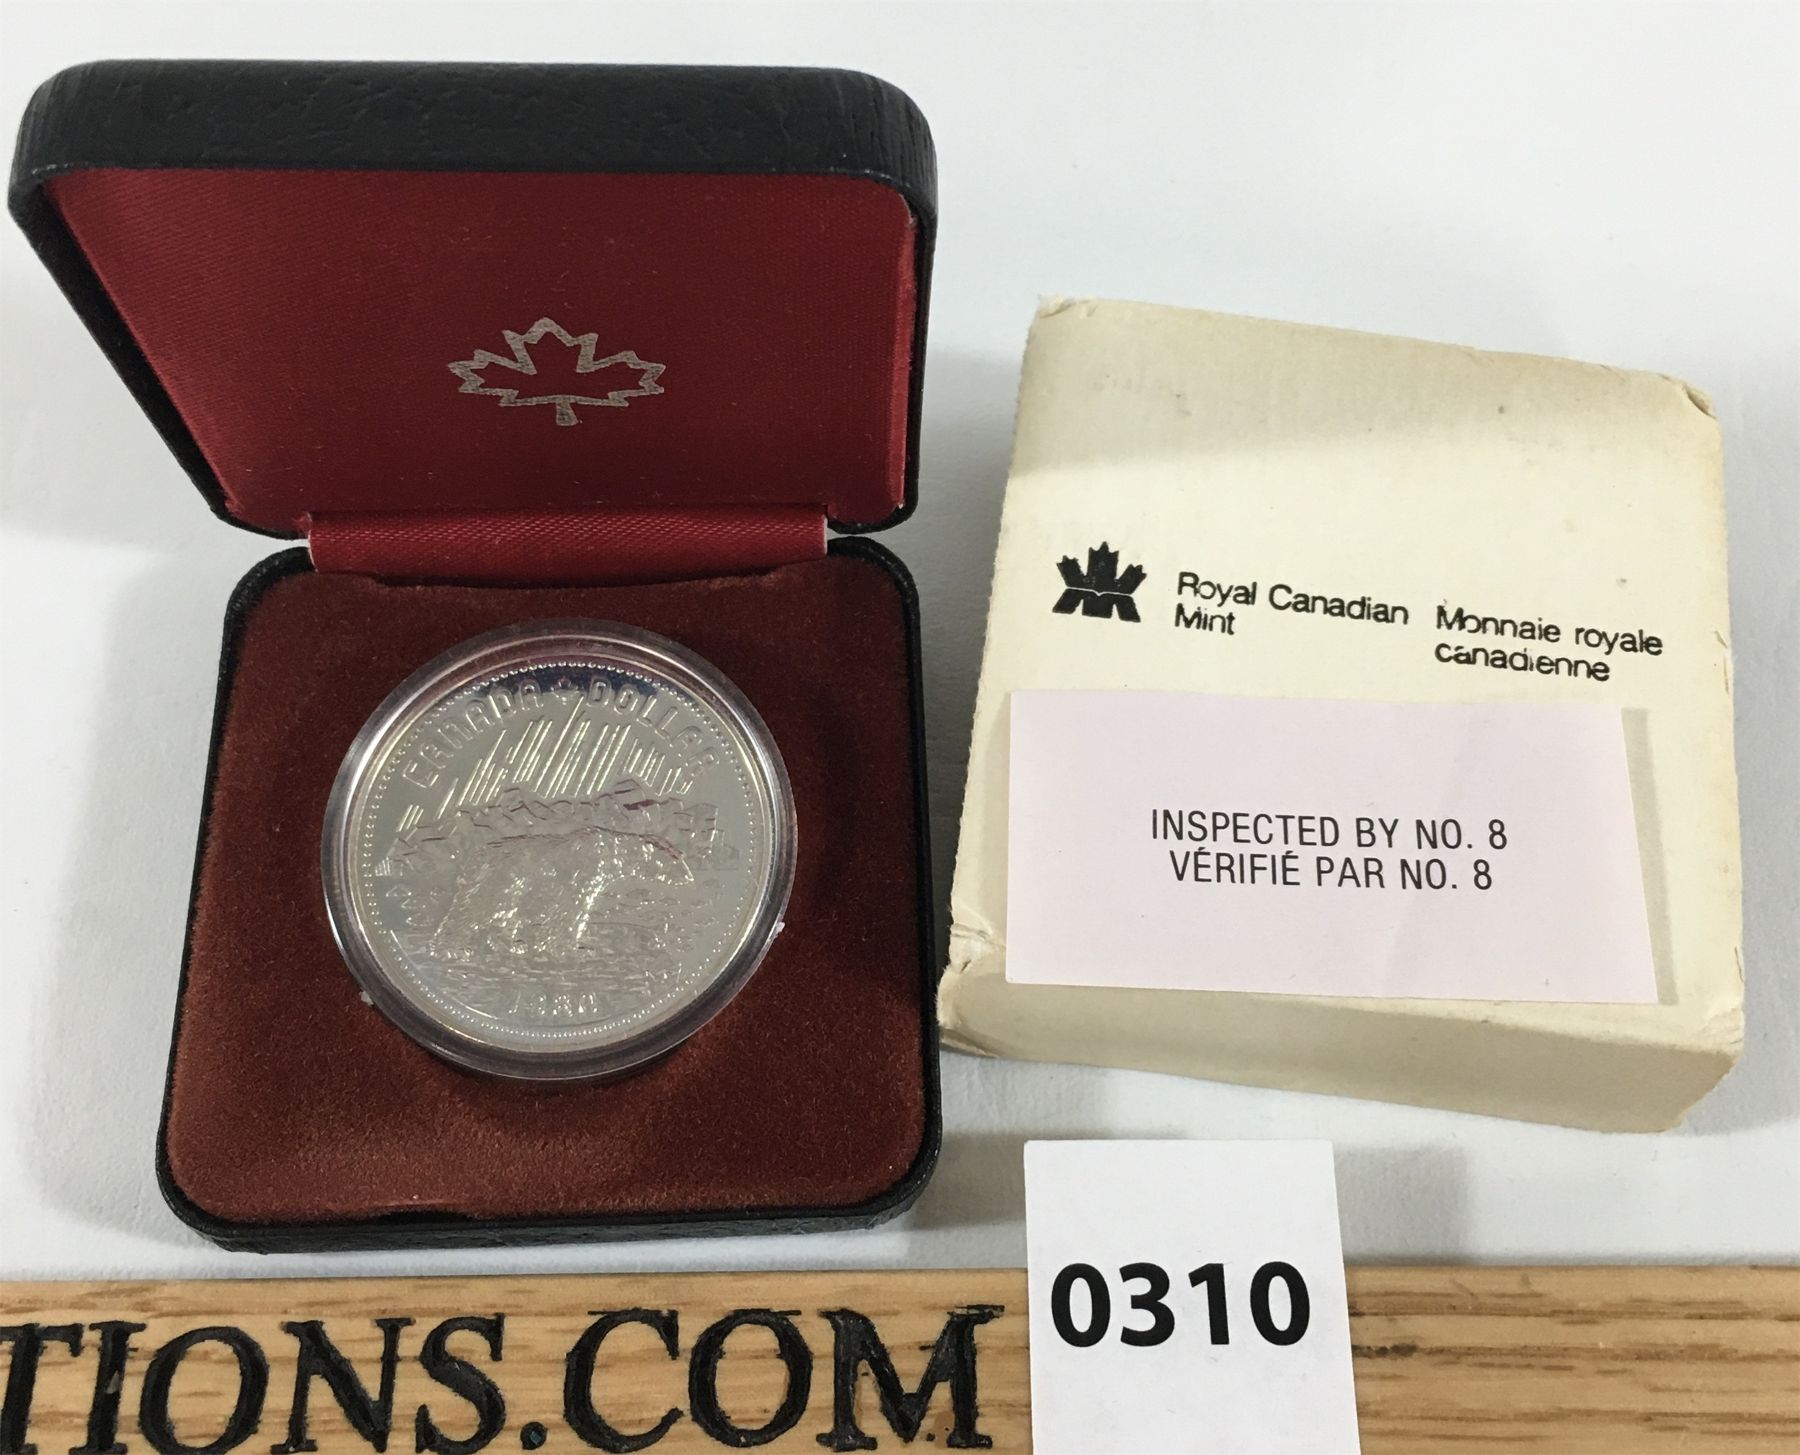 CANADA DOLLAR
1980
Royal Canadian
Mint
Monnaie royale
canadienne
INSPECTED BY NO. 8
VÉRIFIÉ PAR NO. 8
0310
TIONS.COM